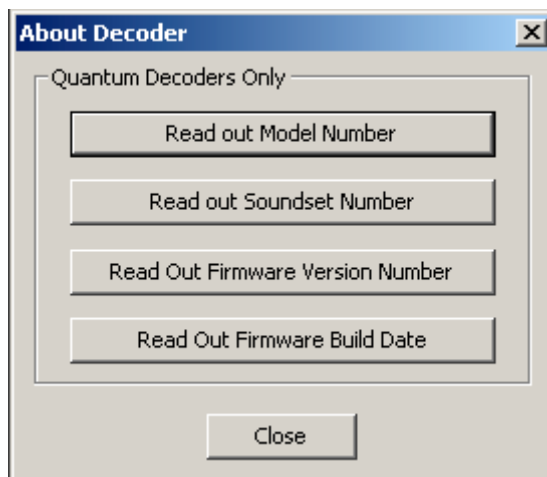 About Decoder
Quantum Decoders Only
Read out Model Number
Read out Soundset Number
Read Out Firmware Version Number
Read Out Firmware Build Date
Close